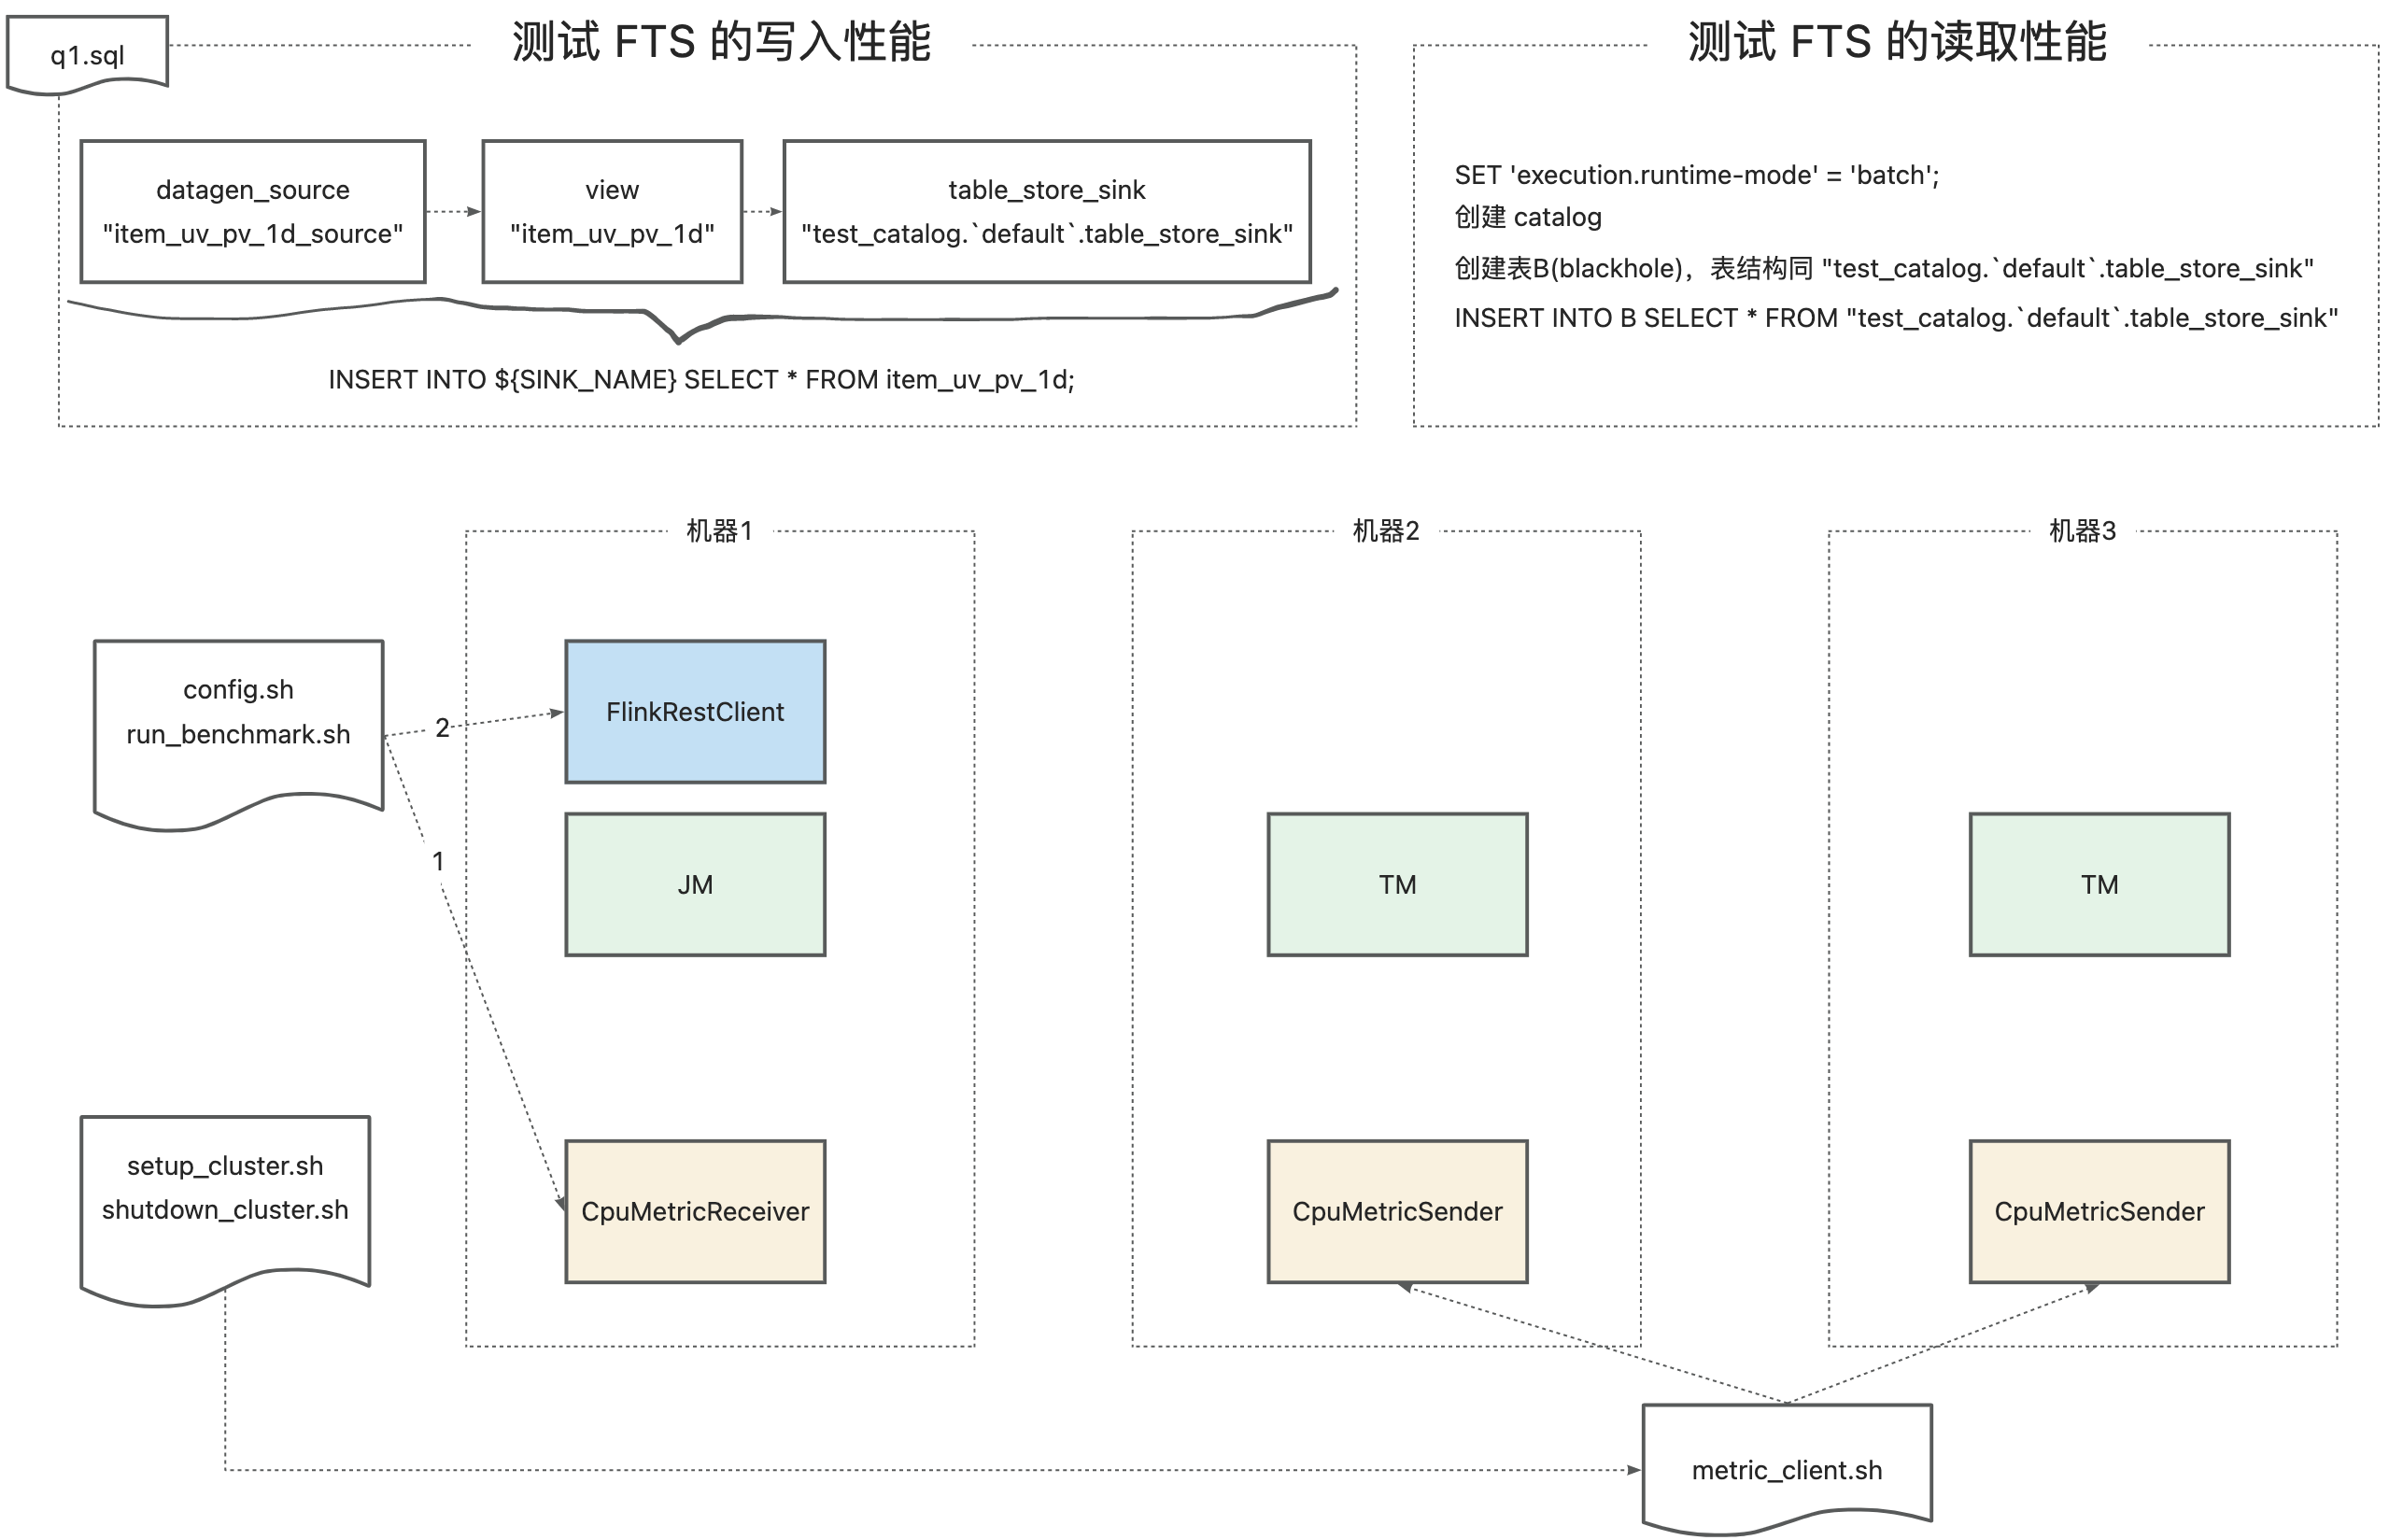 q1.sql
测试 FTS 的写入性能
datagen_source
"item_uv_pv_1d_source"
view
"item_uv_pv_1d"
table_store_sink
"test_catalog.`default`.table_store_sink"
INSERT INTO ${SINK_NAME} SELECT * FROM item_uv_pv_1d;
测试 FTS 的读取性能
SET 'execution.runtime-mode' = 'batch';
创建 catalog
创建表B(blackhole)，表结构同 "test_catalog.`default`.table_store_sink"
INSERT INTO B SELECT * FROM "test_catalog.`default`.table_store_sink"
机器1
机器2
机器3
config.sh
run_benchmark.sh
2
1
FlinkRestClient
JM
TM
TM
setup_cluster.sh
shutdown_cluster.sh
CpuMetricReceiver
CpuMetricSender
CpuMetricSender
metric_client.sh